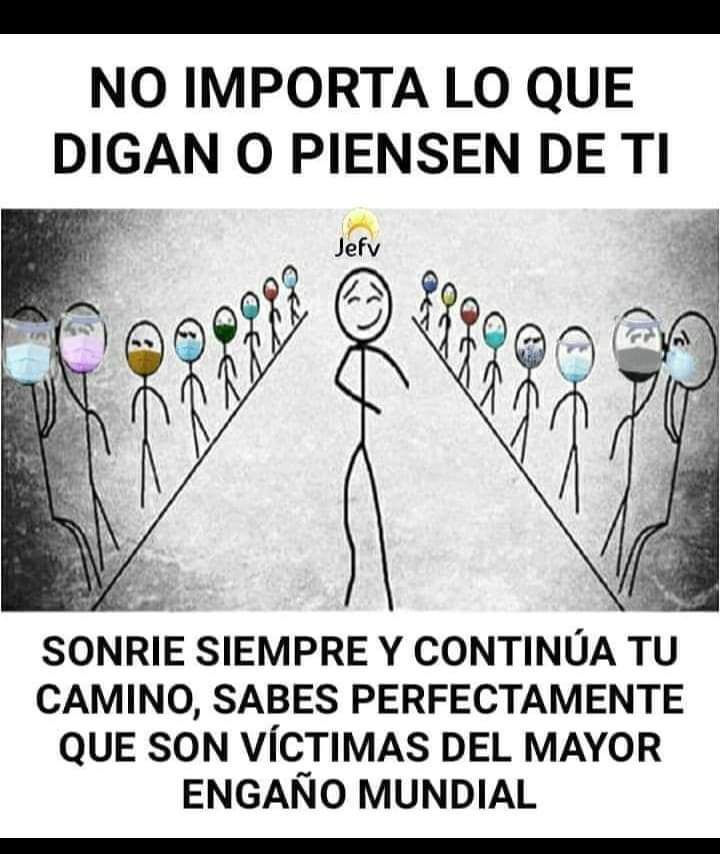 NO IMPORTA LO QUE
DIGAN O PIENSEN DE TI
Jefv
SONRIE SIEMPRE Y CONTINÚA TU
CAMINO, SABES PERFECTAMENTE
QUE SON VÍCTIMAS DEL MAYOR
ENGAÑO MUNDIAL